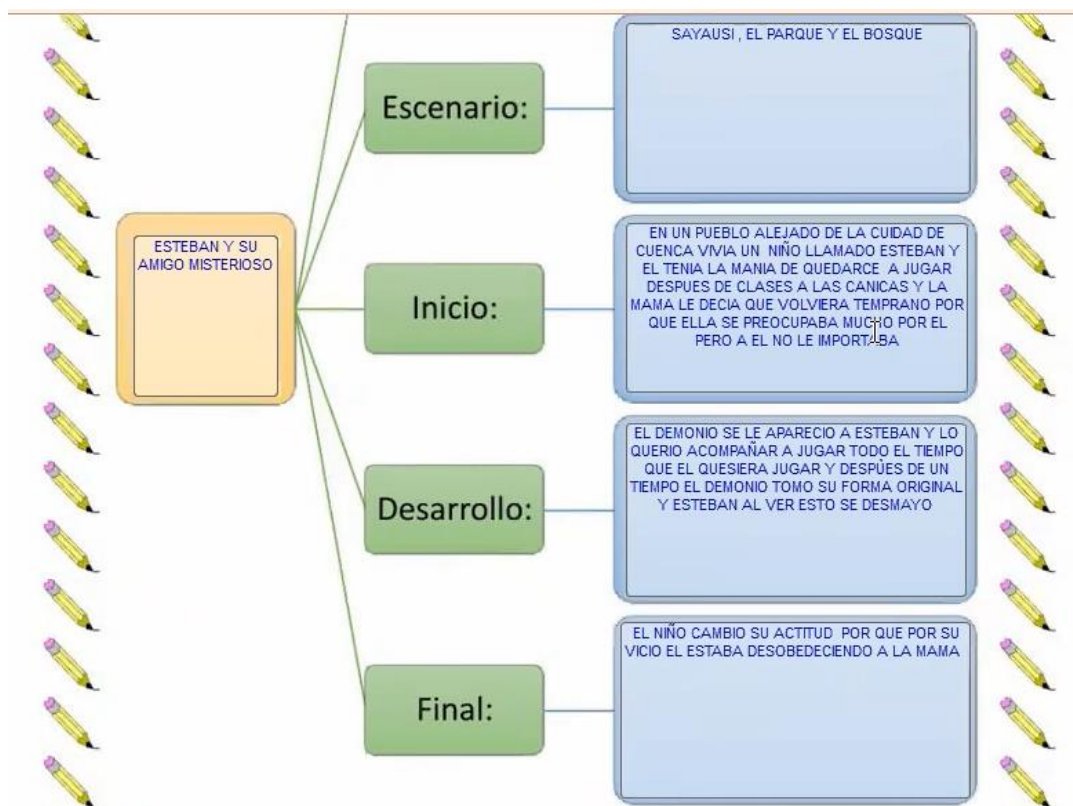 SAYAUSI , EL PARQUE Y EL BOSQUE
Escenario:
ESTEBAN Y SU
AMIGO MISTERIOSO
EN UN PUEBLO ALEJADO DE LA CUIDAD DE
CUENCA VIVIA UN NIÑO LLAMADO ESTEBAN Y
EL TENIA LA MANIA DE QUEDARCE A JUGAR
DESPUES DE CLASES A LAS CANICAS Y LA
MAMA LE DECIA QUE VOLVIERA TEMPRANO POR
QUE ELLA SE PREOCUPABA MUCHO POR EL
PERO A EL NO LE IMPORTABA
Inicio:
EL DEMONIO SE LE APARECIO A ESTEBAN Y LO
QUERIO ACOMPAÑAR A JUGAR TODO EL TIEMPO
QUE EL QUESIERA JUGAR Y DESPÙES DE UN
TIEMPO EL DEMONIO TOMO SU FORMA ORIGINAL
Y ESTEBAN AL VER ESTO SE DESMAYO
Desarrollo:
EL NIÑO CAMBIO SU ACTITUD POR QUE POR SU
VICIO EL ESTABA DESOBEDECIENDO A LA MAMA
Final: